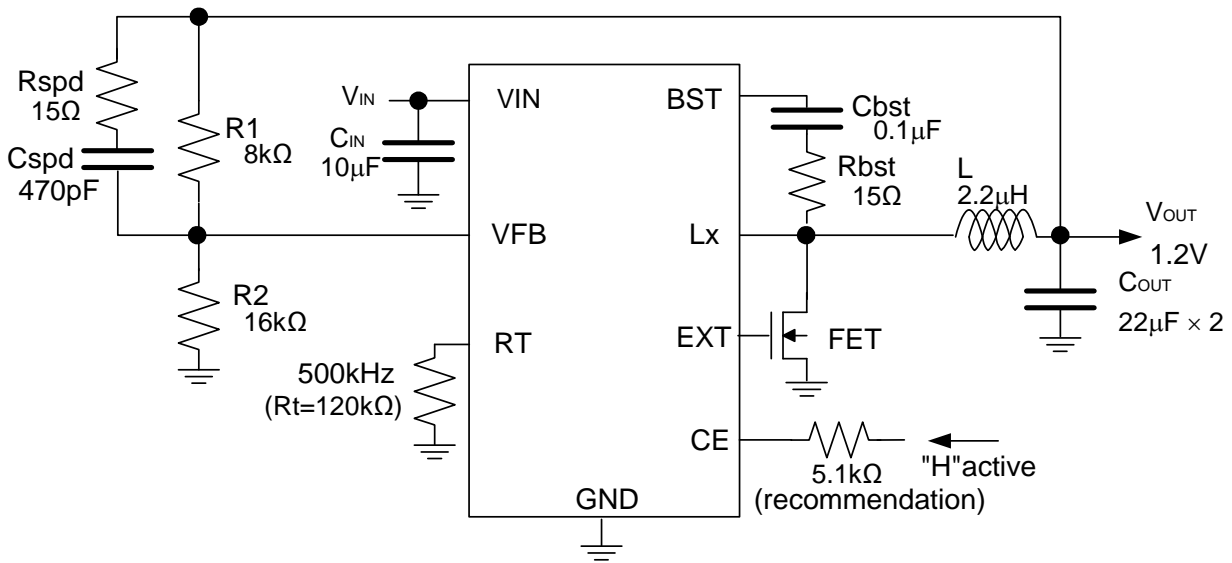 Rspd
15Ω
Cspd
470pF
R1
8kΩ
R2
16kΩ
VIN
CIN
10μF
500kHz
(Rt=120kΩ)
VIN
VFB
RT
GND
BST
Lx
EXT
CE
Cbst
0.1μF
Rbst
15Ω
L
2.2μH
FET
VOUT
1.2V
COUT
22μF × 2
5.1kΩ
(recommendation)
"H"active